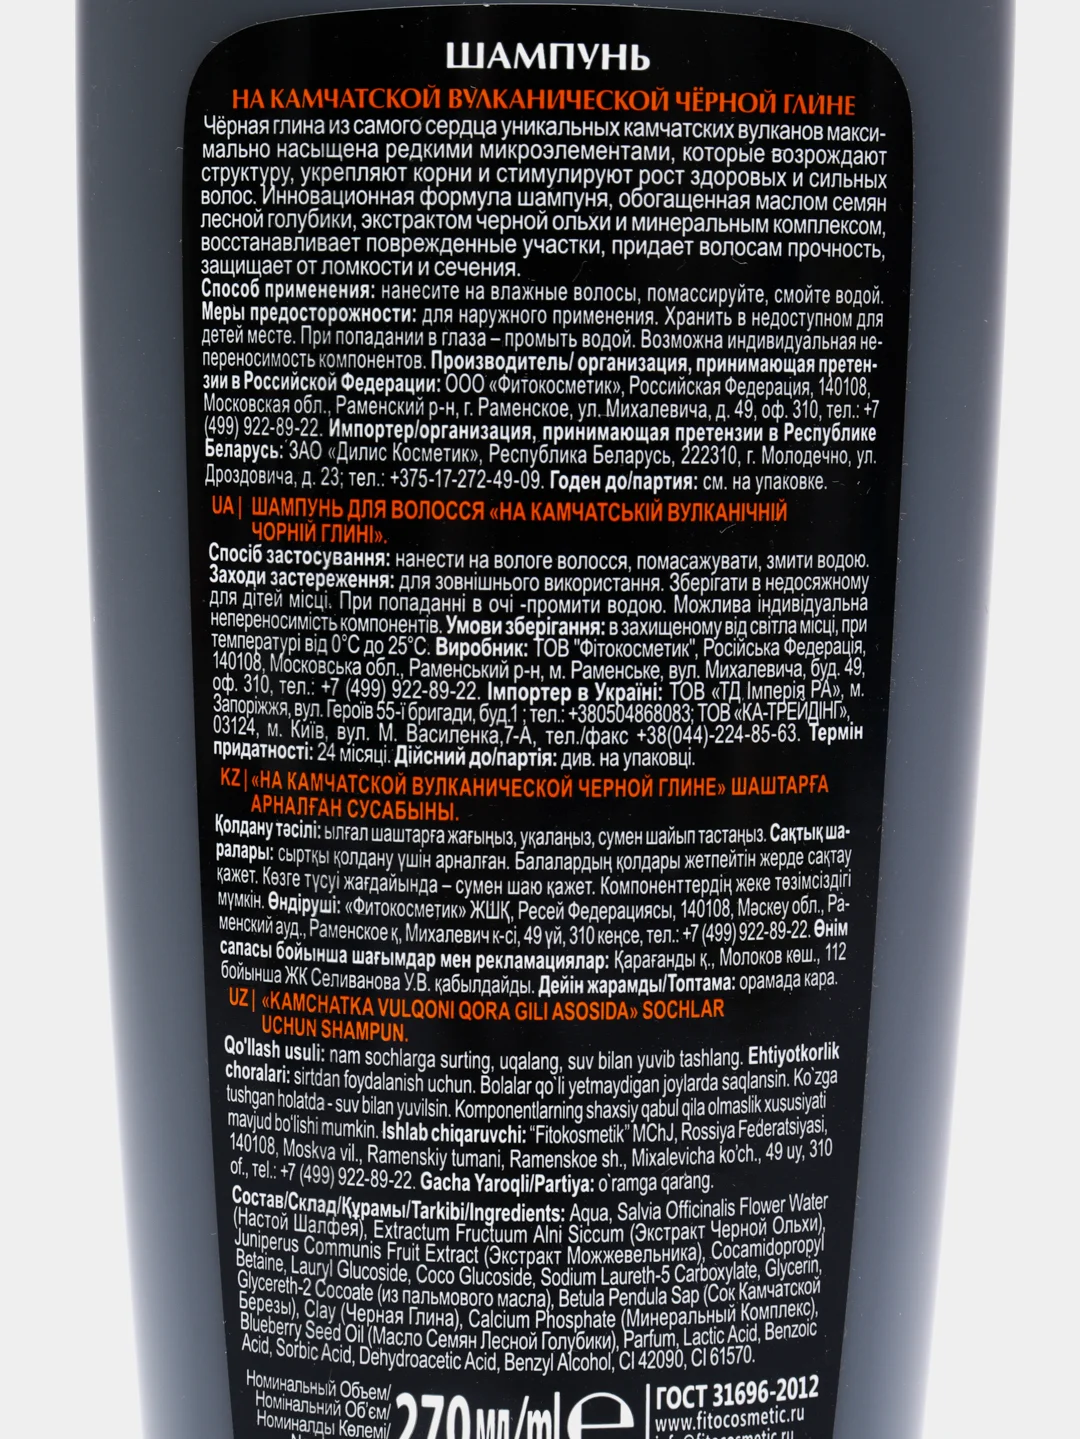 ШАМПУНЬ
НА КАМЧАТСКОЙ ВУЛКАНИЧЕСКОЙ ЧЁРНОЙ ГЛИНЕ
Чёрная глина из самого сердца уникальных камчатских вулканов макси-
мально насыщена редкими микроэлементами, которые возрождают
структуру, укрепляют корни и стимулируют рост здоровых и сильных
волос. Инновационная формула шампуня, обогащенная маслом семян
лесной голубики, экстрактом черной ольхи и минеральным комплексом,
восстанавливает поврежденные участки, придает волосам прочность,
защищает от ломкости и сечения.
Способ применения: нанесите на влажные волосы, помассируйте, смойте водой.
Меры предосторожности: для наружного применения. Хранить в недоступном для
детей месте. При попадании в глаза – промыть водой. Возможна индивидуальная не-
переносимость компонентов. Производитель/ организация, принимающая претен-
зии в Российской Федерации: ООО «Фитокосметик», Российская Федерация, 140108,
Московская обл., Раменский р-н, г. Раменское, ул. Михалевича, д. 49, оф. 310, тел.: +7
(499) 922-89-22. Импортер/организация, принимающая претензии в Республике
Беларусь: ЗАО «Дилис Косметик», Республика Беларусь, 222310, г. Молодечно, ул.
Дроздовича, д. 23; тел.: +375-17-272-49-09. Годен до/партия: см. на упаковке.
UA | ШАМПУНЬ ДЛЯ ВОЛОССЯ «НА КАМЧАТСЬКІЙ ВУЛКАНІЧНІЙ
ЧОРНІЙ ГЛИНІ».
Спосіб застосування: нанести на вологе волосся, помасажувати, змити водою.
Заходи застереження: для зовнішнього використання. Зберігати в недосяжному
для дітей місці. При попаданні в очі -промити водою. Можлива індивідуальна
непереносимість компонентів. Умови зберігання: в захищеному від світла місці, при
температурі від 0°С до 25°С. Виробник: ТОВ "Фітокосметик", Російська Федерація,
140108, Московська обл., Раменський р-н, м. Раменське, вул. Михалевича, буд. 49,
оф. 310, тел.: +7 (499) 922-89-22. Імпортер в Україні: ТОВ «ТД Імперія РА», м.
Запоріжжя, вул. Героїв 55-ї бригади, буд.1 ; тел.: +380504868083; ТОВ «КА-ТРЕЙДІНГ»,
03124, м. Київ, вул. М. Василенка,7-А, тел./факс +38(044)-224-85-63. Термін
придатності: 24 місяці. Дійсний до/партія: див. на упаковці.
KZ | «НА КАМЧАТСКОЙ ВУЛКАНИЧЕСКОЙ ЧЕРНОЙ ГЛИНЕ» ШАШТАРҒА
АРНАЛҒАН СУСАБЫНЫ.
Қолдану тәсілі: ылғал шаштарға жағыңыз, уқалаңыз, сумен шайып тастаңыз. Сақтық ша-
ралары: сыртқы қолдану үшін арналған. Балалардың қолдары жетпейтін жерде сақтау
қажет. Көзге түсуі жағдайында – сумен шаю қажет. Компоненттердің жеке төзімсіздігі
мүмкін. Өндіруші: «Фитокосметик» ЖШҚ, Ресей Федерациясы, 140108, Мәскеу обл., Ра-
менский ауд., Раменское қ, Михалевич к-сі, 49 үй, 310 кеңсе, тел.: +7 (499) 922-89-22. Өнім
сапасы бойынша шағымдар мен рекламациялар: Қарағанды қ., Молоков көш., 112
бойынша ЖК Селиванова У.В. қабылдайды. Дейін жарамды/Топтама: орамада кара.
UZ | «KAMCHATKA VULQONI QORA GILI ASOSIDA» SOCHLAR
UCHUN SHAMPUN.
Qo'llash usuli: nam sochlarga surting, uqalang, suv bilan yuvib tashlang. Ehtiyotkorlik
choralari: sirtdan foydalanish uchun. Bolalar qo`li yetmaydigan joylarda saqlansin. Ko`zga
tushgan holatda - suv bilan yuvilsin. Komponentlarning shaxsiy qabul qila olmaslik xususiyati
mavjud bo'lishi mumkin. Ishlab chiqaruvchi: "Fitokosmetik" MChJ, Rossiya Federatsiyasi,
140108, Moskva vil., Ramenskiy tumani, Ramenskoe sh., Mixalevicha ko'ch., 49 uy, 310
of., tel.: +7 (499) 922-89-22. Gacha Yaroqli/Partiya: o`ramga qarang.
Состав/Склад/Құрамы/Tarkibi/Ingredients: Aqua, Salvia Officinalis Flower Water
(Настой Шалфея), Extractum Fructuum Alni Siccum (Экстракт Черной Ольхи),
Juniperus Communis Fruit Extract (Экстракт Можжевельника), Cocamidopropyl
Betaine, Lauryl Glucoside, Coco Glucoside, Sodium Laureth-5 Carboxylate, Glycerin,
Glycereth-2 Cocoate (из пальмового масла), Betula Pendula Sap (Сок Камчатской
Березы), Clay (Черная Глина), Calcium Phosphate (Минеральный Комплекс),
Blueberry Seed Oil (Масло Семян Лесной Голубики), Parfum, Lactic Acid, Benzoic
Acid, Sorbic Acid, Dehydroacetic Acid, Benzyl Alcohol, CI 42090, CI 61570.
Номинальный Объем/
Номінальний Об'єм/
Номиналды Көлемі/
270 мл/ml e
ГОСТ 31696-2012
www.fitocosmetic.ru